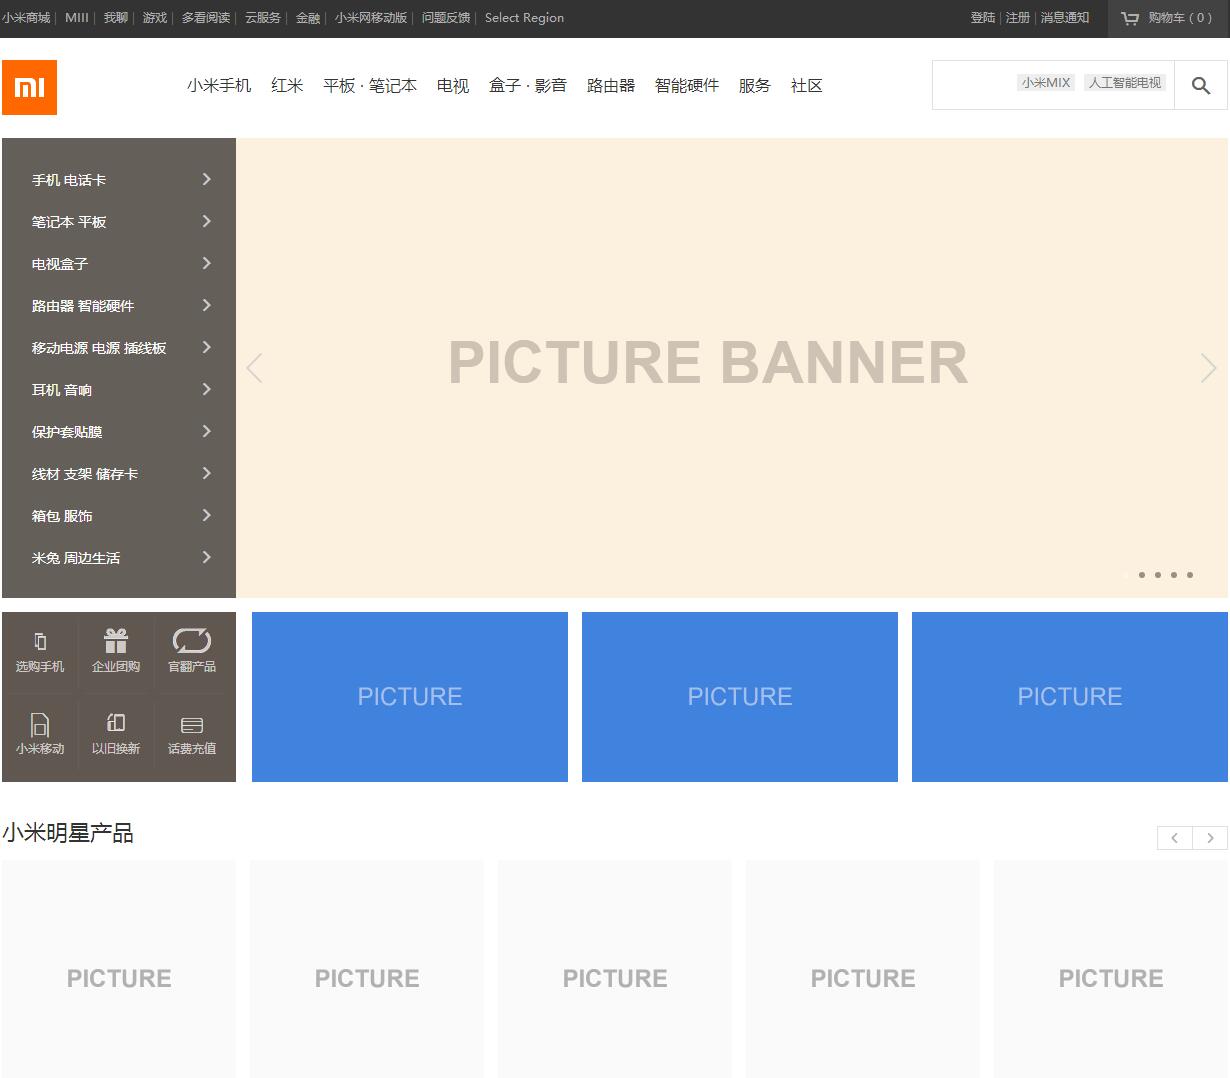 小米商城 | MIII | 我聊 | 游戏 | 多看阅读 | 云服务 | 金融 | 小米网移动版 | 问题反馈 | Select Region
登陆 | 注册 | 消息通知
购物车 ( 0 )
MI
小米手机 红米 平板 · 笔记本 电视 盒子 · 影音 路由器 智能硬件 服务 社区
小米MIX 人工智能电视
手机 电话卡
笔记本 平板
电视盒子
路由器 智能硬件
移动电源 电源 插线板
耳机 音响
保护套贴膜
线材 支架 储存卡
箱包 服饰
米兔 周边生活
PICTURE BANNER
选购手机 企业团购 官翻产品
小米移动 以旧换新 话费充值
PICTURE PICTURE PICTURE
小米明星产品
PICTURE PICTURE PICTURE PICTURE PICTURE